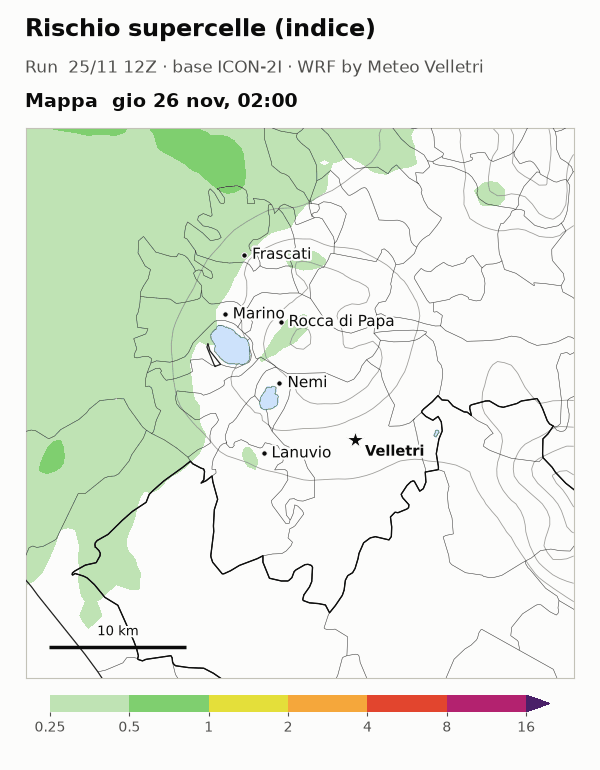 Rischio supercelle (indice)
Run  25/11 12Z · base ICON-2I · WRF by Meteo Velletri
Mappa  gio 26 nov, 02:00
Frascati
Marino
Rocca di Papa
Nemi
Velletri
Lanuvio
10 km
0.25 0.5 1 2 4 8 16